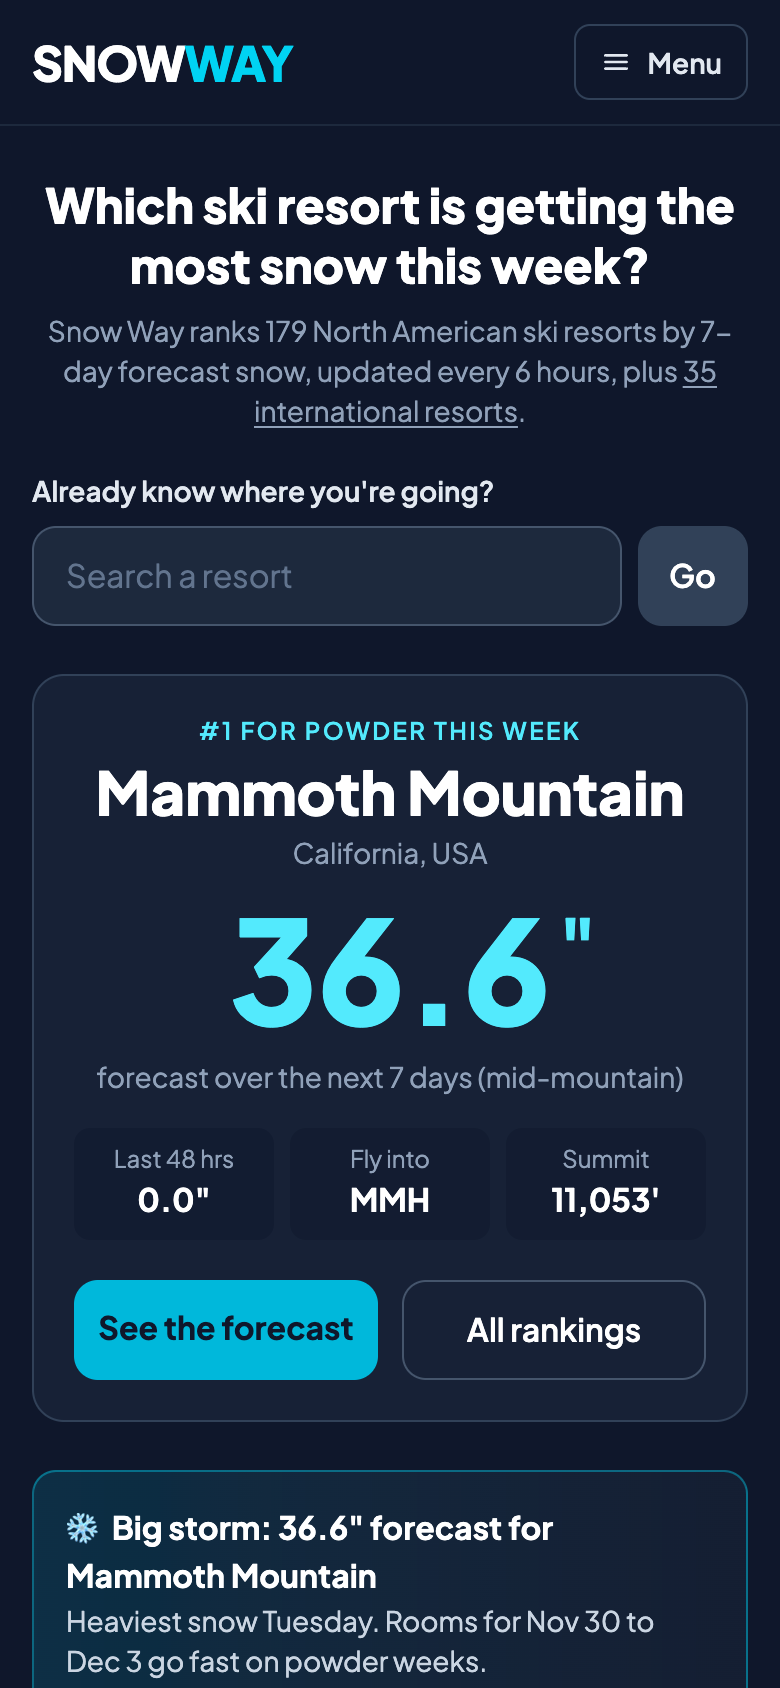 SNOWWAY
Menu
Which ski resort is getting the
most snow this week?
Snow Way ranks 179 North American ski resorts by 7-
day forecast snow, updated every 6 hours, plus 35
international resorts.
Already know where you're going?
Search a resort
Go
#1 FOR POWDER THIS WEEK
Mammoth Mountain
California, USA
36.6"
forecast over the next 7 days (mid-mountain)
Last 48 hrs
0.0"
Fly into
MMH
Summit
11,053'
See the forecast
All rankings
Big storm: 36.6" forecast for
Mammoth Mountain
Heaviest snow Tuesday. Rooms for Nov 30 to
Dec 3 go fast on powder weeks.